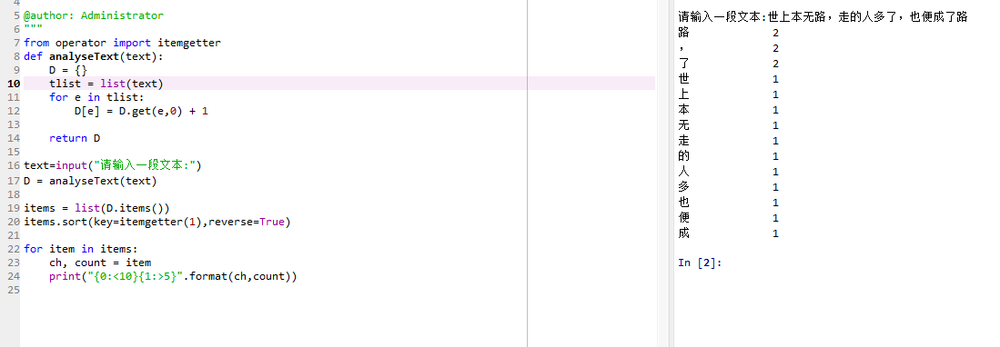 4
5 @author: Administrator
6 """
7 from operator import itemgetter
8 def analyseText(text):
9     D = {}
10     tlist = list(text)
11     for e in tlist:
12         D[e] = D.get(e,0) + 1
13
14     return D
15
16 text=input("请输入一段文本:")
17 D = analyseText(text)
18
19 items = list(D.items())
20 items.sort(key=itemgetter(1),reverse=True)
21
22 for item in items:
23     ch, count = item
24     print("{0:<10}{1:>5}".format(ch,count))
25
请输入一段文本:世上本无路，走的人多了，也便成了路
路 2
， 2
了 2
世 1
上 1
本 1
无 1
走 1
的 1
人 1
多 1
也 1
便 1
成 1
In [2]: